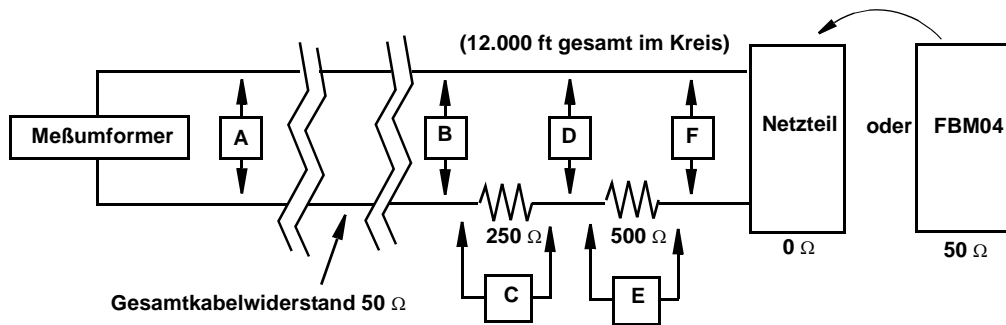 (12.000 ft gesamt im Kreis)
Meßumformer
A
B
D
F
Netzteil
oder
FBM04
250 Ω
500 Ω
0 Ω
50 Ω
C
E
Gesamtkabelwiderstand 50 Ω